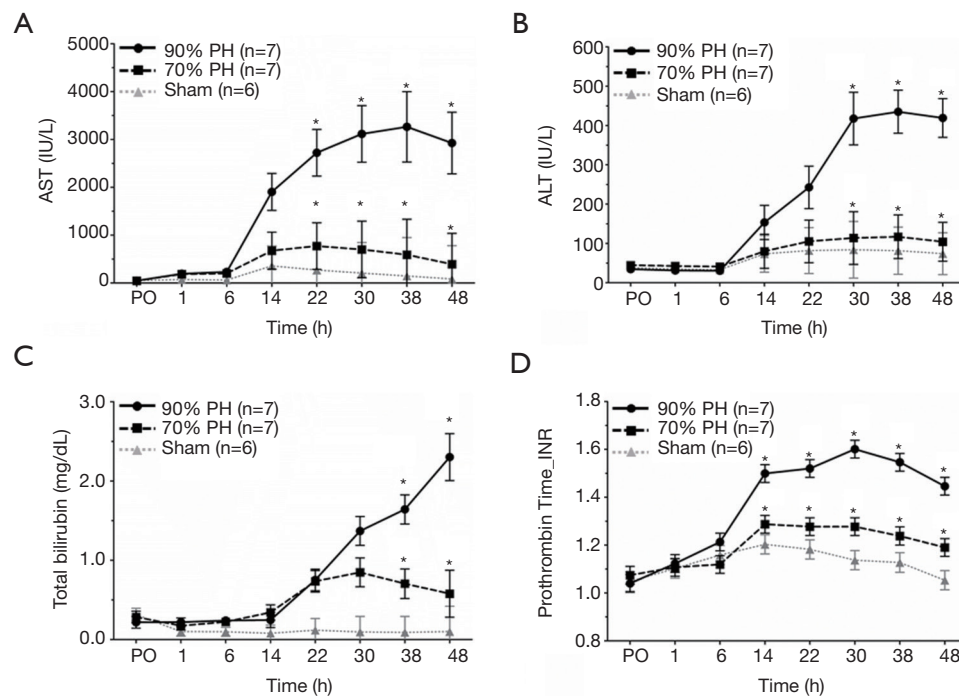 A
5000
4000
3000
2000
1000
0
AST (IU/L)
90% PH (n=7)
70% PH (n=7)
Sham (n=6)
*
*
*
*
*
*
*
*
PO 1 6 14 22 30 38 48
Time (h)
B
600
500
400
300
200
100
0
ALT (IU/L)
90% PH (n=7)
70% PH (n=7)
Sham (n=6)
*
*
*
*
*
*
PO 1 6 14 22 30 38 48
Time (h)
C
3.0
2.0
1.0
0.0
Total bilirubin (mg/dL)
90% PH (n=7)
70% PH (n=7)
Sham (n=6)
*
*
*
*
PO 1 6 14 22 30 38 48
Time (h)
D
1.8
1.6
1.4
1.2
1.0
0.8
Prothrombin Time_INR
90% PH (n=7)
70% PH (n=7)
Sham (n=6)
*
*
*
*
*
*
*
*
*
*
PO 1 6 14 22 30 38 48
Time (h)